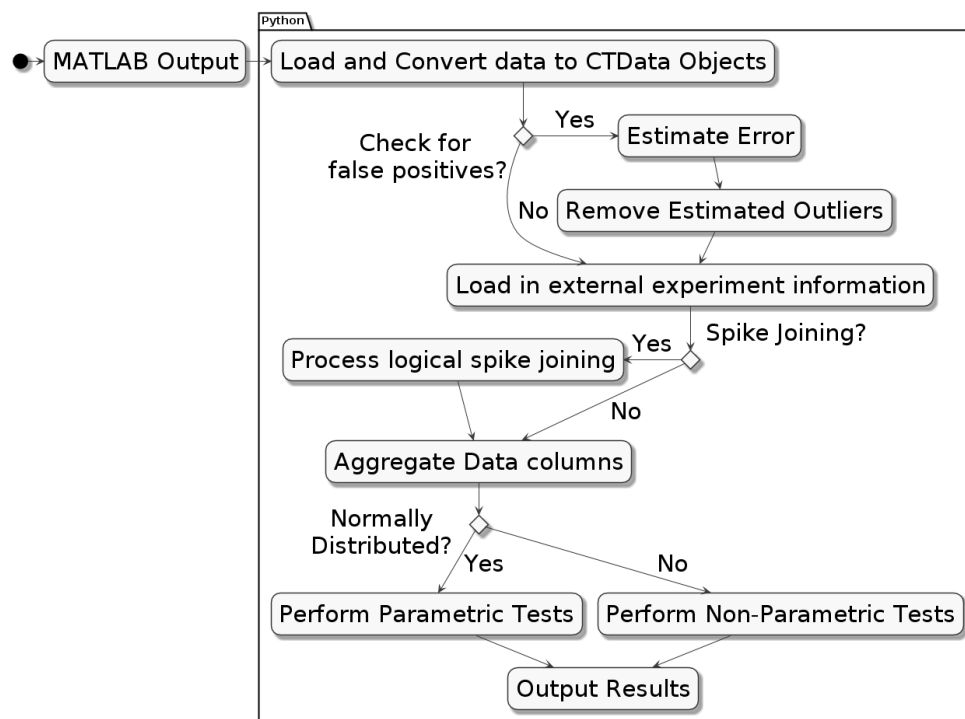 Python
MATLAB Output
Load and Convert data to CTData Objects
Check for
false positives?
Yes
Estimate Error
No
Remove Estimated Outliers
Load in external experiment information
Spike Joining?
Yes
Process logical spike joining
No
Aggregate Data columns
Normally
Distributed?
Yes
No
Perform Parametric Tests
Perform Non-Parametric Tests
Output Results